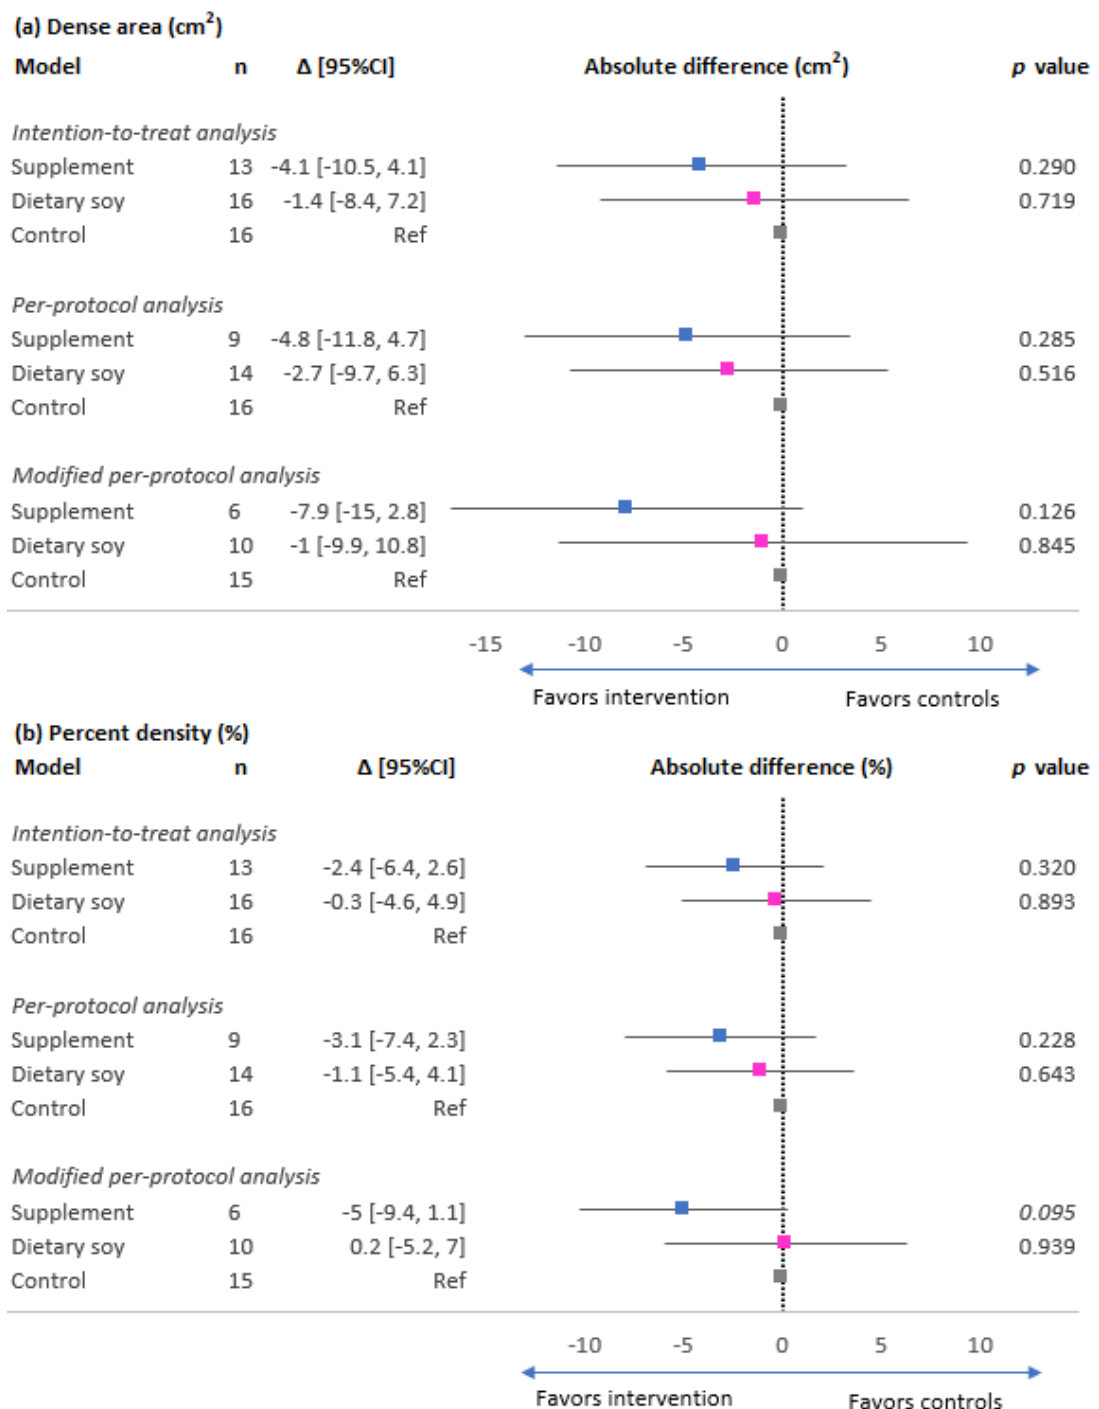 (a) Dense area (cm²)
Model n Δ [95%CI] Absolute difference (cm²) p value
Intention-to-treat analysis
Supplement 13 -4.1 [-10.5, 4.1] 0.290
Dietary soy 16 -1.4 [-8.4, 7.2] 0.719
Control 16 Ref
Per-protocol analysis
Supplement 9 -4.8 [-11.8, 4.7] 0.285
Dietary soy 14 -2.7 [-9.7, 6.3] 0.516
Control 16 Ref
Modified per-protocol analysis
Supplement 6 -7.9 [-15, 2.8] 0.126
Dietary soy 10 -1 [-9.9, 10.8] 0.845
Control 15 Ref
-15 -10 -5 0 5 10
Favors intervention Favors controls
(b) Percent density (%)
Model n Δ [95%CI] Absolute difference (%) p value
Intention-to-treat analysis
Supplement 13 -2.4 [-6.4, 2.6] 0.320
Dietary soy 16 -0.3 [-4.6, 4.9] 0.893
Control 16 Ref
Per-protocol analysis
Supplement 9 -3.1 [-7.4, 2.3] 0.228
Dietary soy 14 -1.1 [-5.4, 4.1] 0.643
Control 16 Ref
Modified per-protocol analysis
Supplement 6 -5 [-9.4, 1.1] 0.095
Dietary soy 10 0.2 [-5.2, 7] 0.939
Control 15 Ref
-10 -5 0 5 10
Favors intervention Favors controls